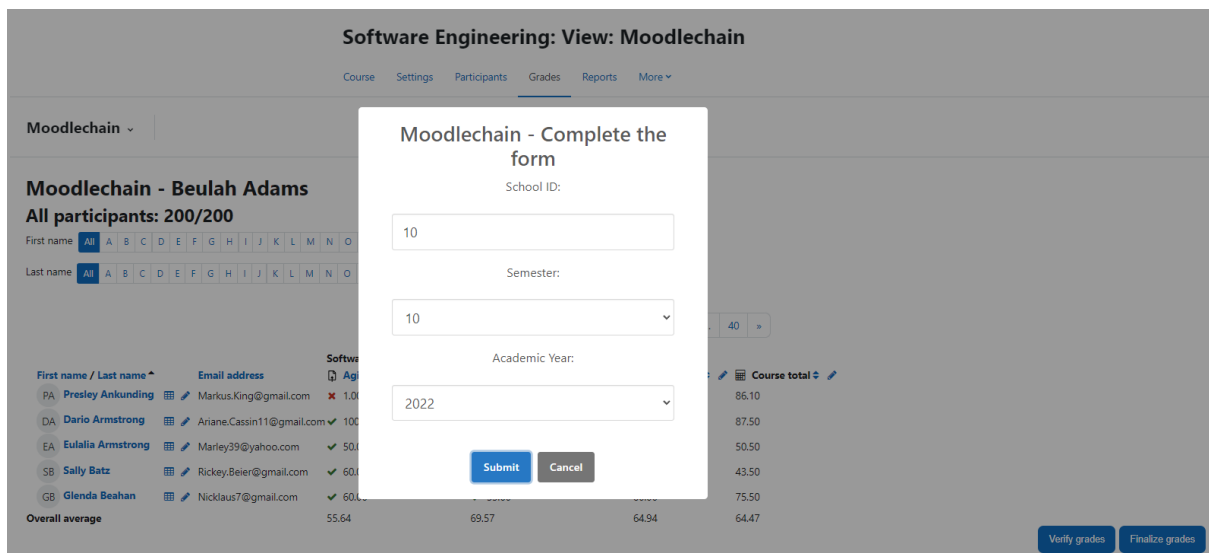 Software Engineering: View: Moodlechain
Course Settings Participants Grades Reports More
Moodlechain
Moodlechain - Complete the
form
School ID:
10
Semester:
10
Academic Year:
2022
Submit Cancel
Moodlechain - Beulah Adams
All participants: 200/200
First name All A B C D E F G H I J K L M N O
Last name All A B C D E F G H I J K L M N O
40 »
First name / Last name Email address Course total
PA Presley Ankunding Markus.King@gmail.com 86.10
DA Dario Armstrong Ariane.Cassin11@gmail.com 87.50
EA Eulalia Armstrong Marley39@yahoo.com 50.50
SB Sally Batz Rickey.Beier@gmail.com 43.50
GB Glenda Beahan Nicklaus7@gmail.com 75.50
Overall average 55.64 69.57 64.94 64.47
Verify grades Finalize grades